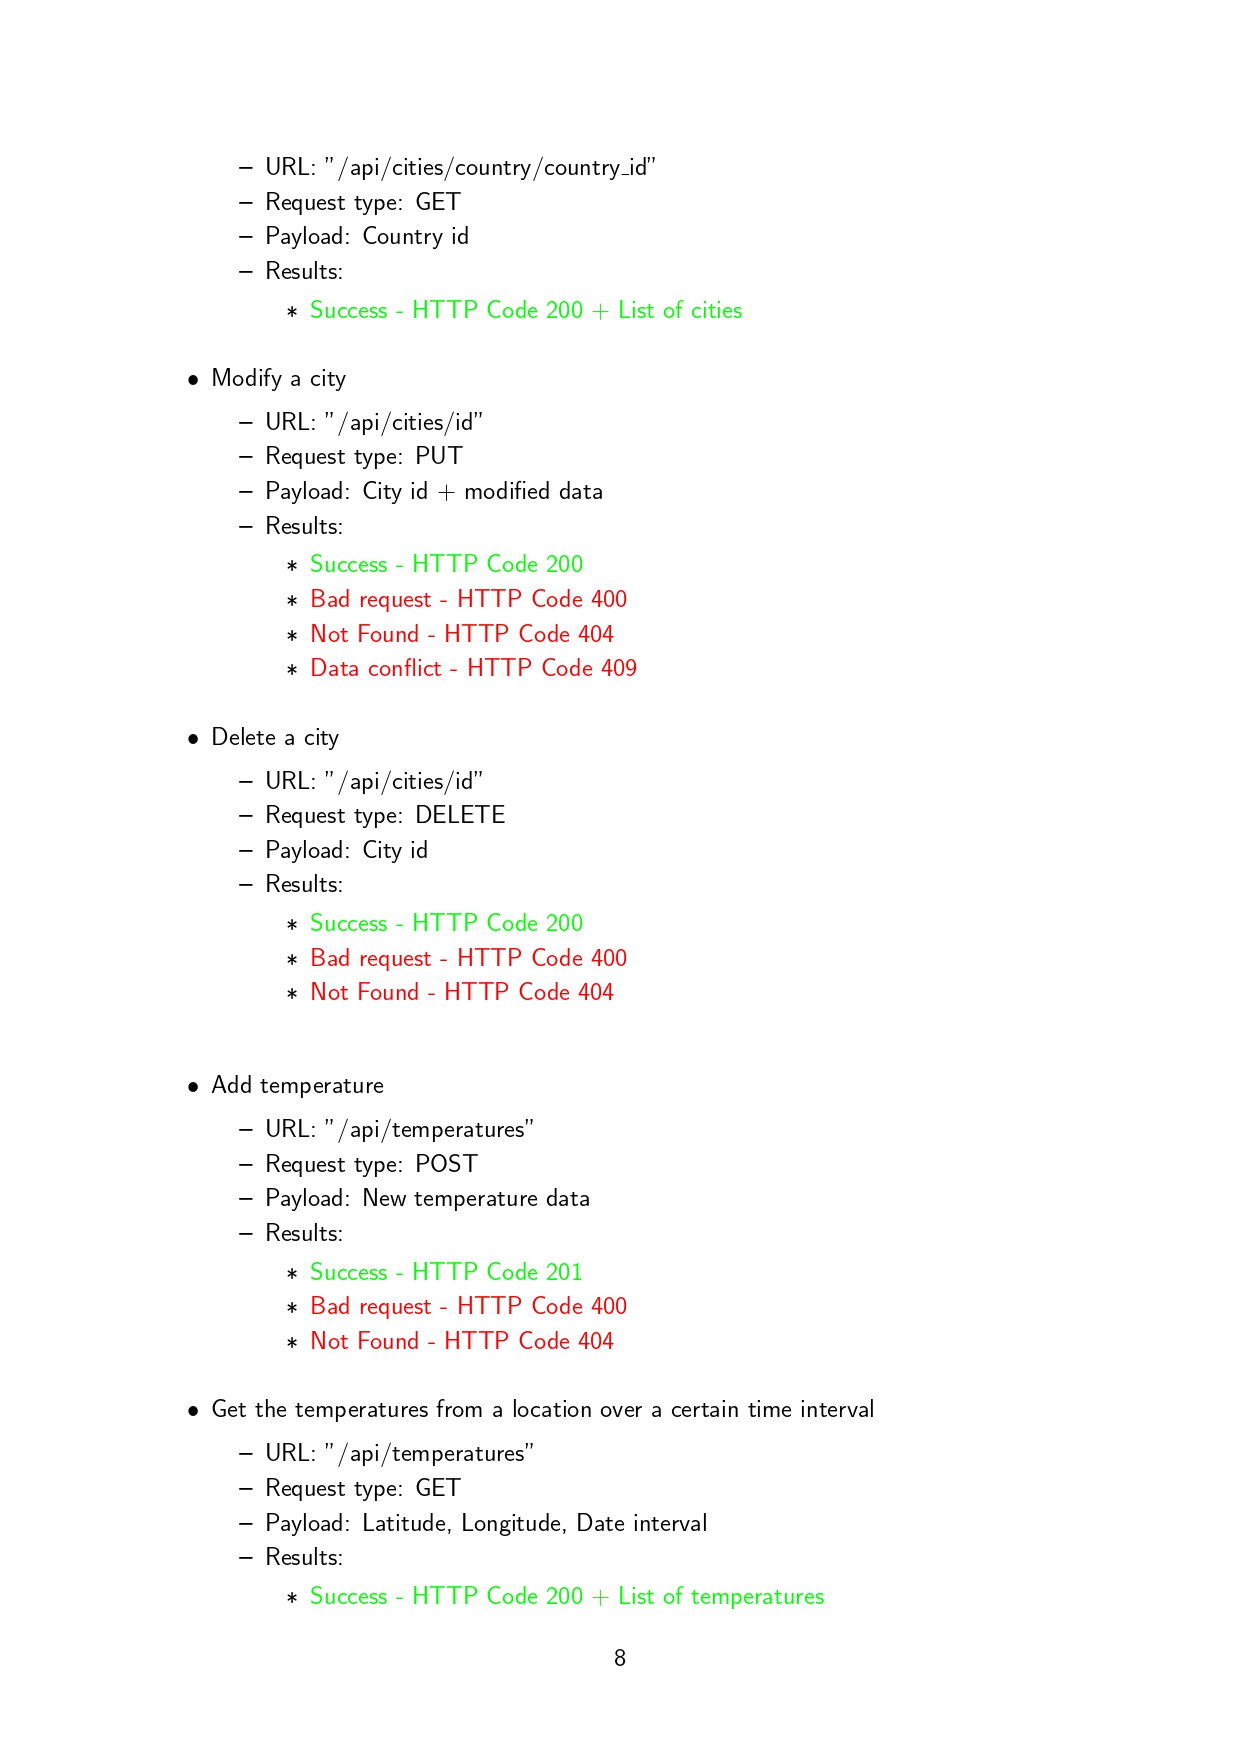 – URL: ”/api/cities/country/country_id”
– Request type: GET
– Payload: Country id
– Results:
∗ Success - HTTP Code 200 + List of cities
• Modify a city
– URL: ”/api/cities/id”
– Request type: PUT
– Payload: City id + modified data
– Results:
∗ Success - HTTP Code 200
∗ Bad request - HTTP Code 400
∗ Not Found - HTTP Code 404
∗ Data conflict - HTTP Code 409
• Delete a city
– URL: ”/api/cities/id”
– Request type: DELETE
– Payload: City id
– Results:
∗ Success - HTTP Code 200
∗ Bad request - HTTP Code 400
∗ Not Found - HTTP Code 404
• Add temperature
– URL: ”/api/temperatures”
– Request type: POST
– Payload: New temperature data
– Results:
∗ Success - HTTP Code 201
∗ Bad request - HTTP Code 400
∗ Not Found - HTTP Code 404
• Get the temperatures from a location over a certain time interval
– URL: ”/api/temperatures”
– Request type: GET
– Payload: Latitude, Longitude, Date interval
– Results:
∗ Success - HTTP Code 200 + List of temperatures
8